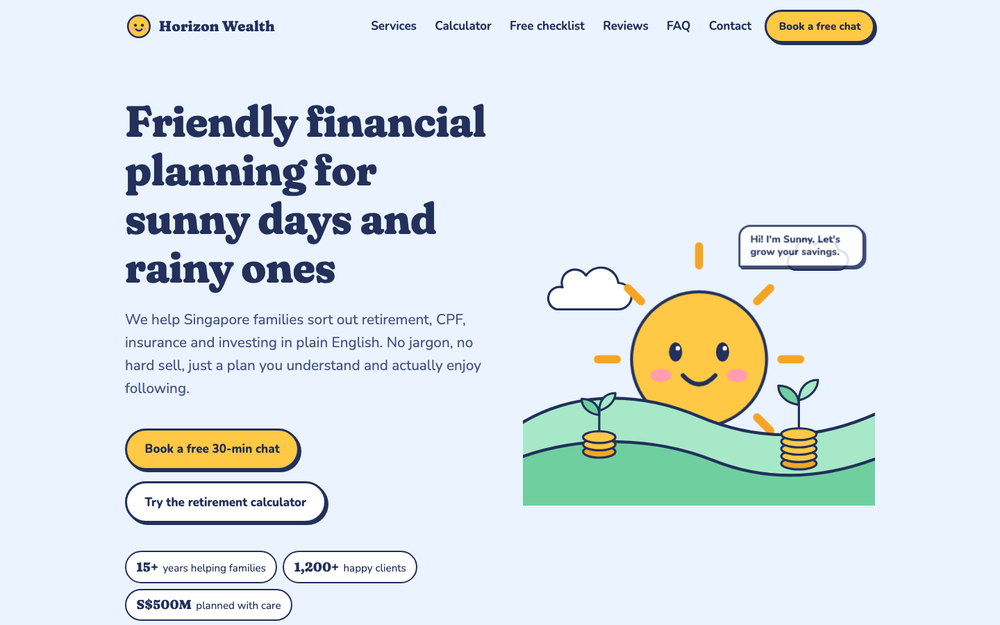 Horizon Wealth
Services
Calculator
Free checklist
Reviews
FAQ
Contact
Book a free chat
Friendly financial
planning for
sunny days and
rainy ones
We help Singapore families sort out retirement, CPF,
insurance and investing in plain English. No jargon, no
hard sell, just a plan you understand and actually enjoy
following.
Book a free 30-min chat
Try the retirement calculator
15+ years helping families
1,200+ happy clients
S$500M planned with care
Hi! I'm Sunny. Let's
grow your savings.